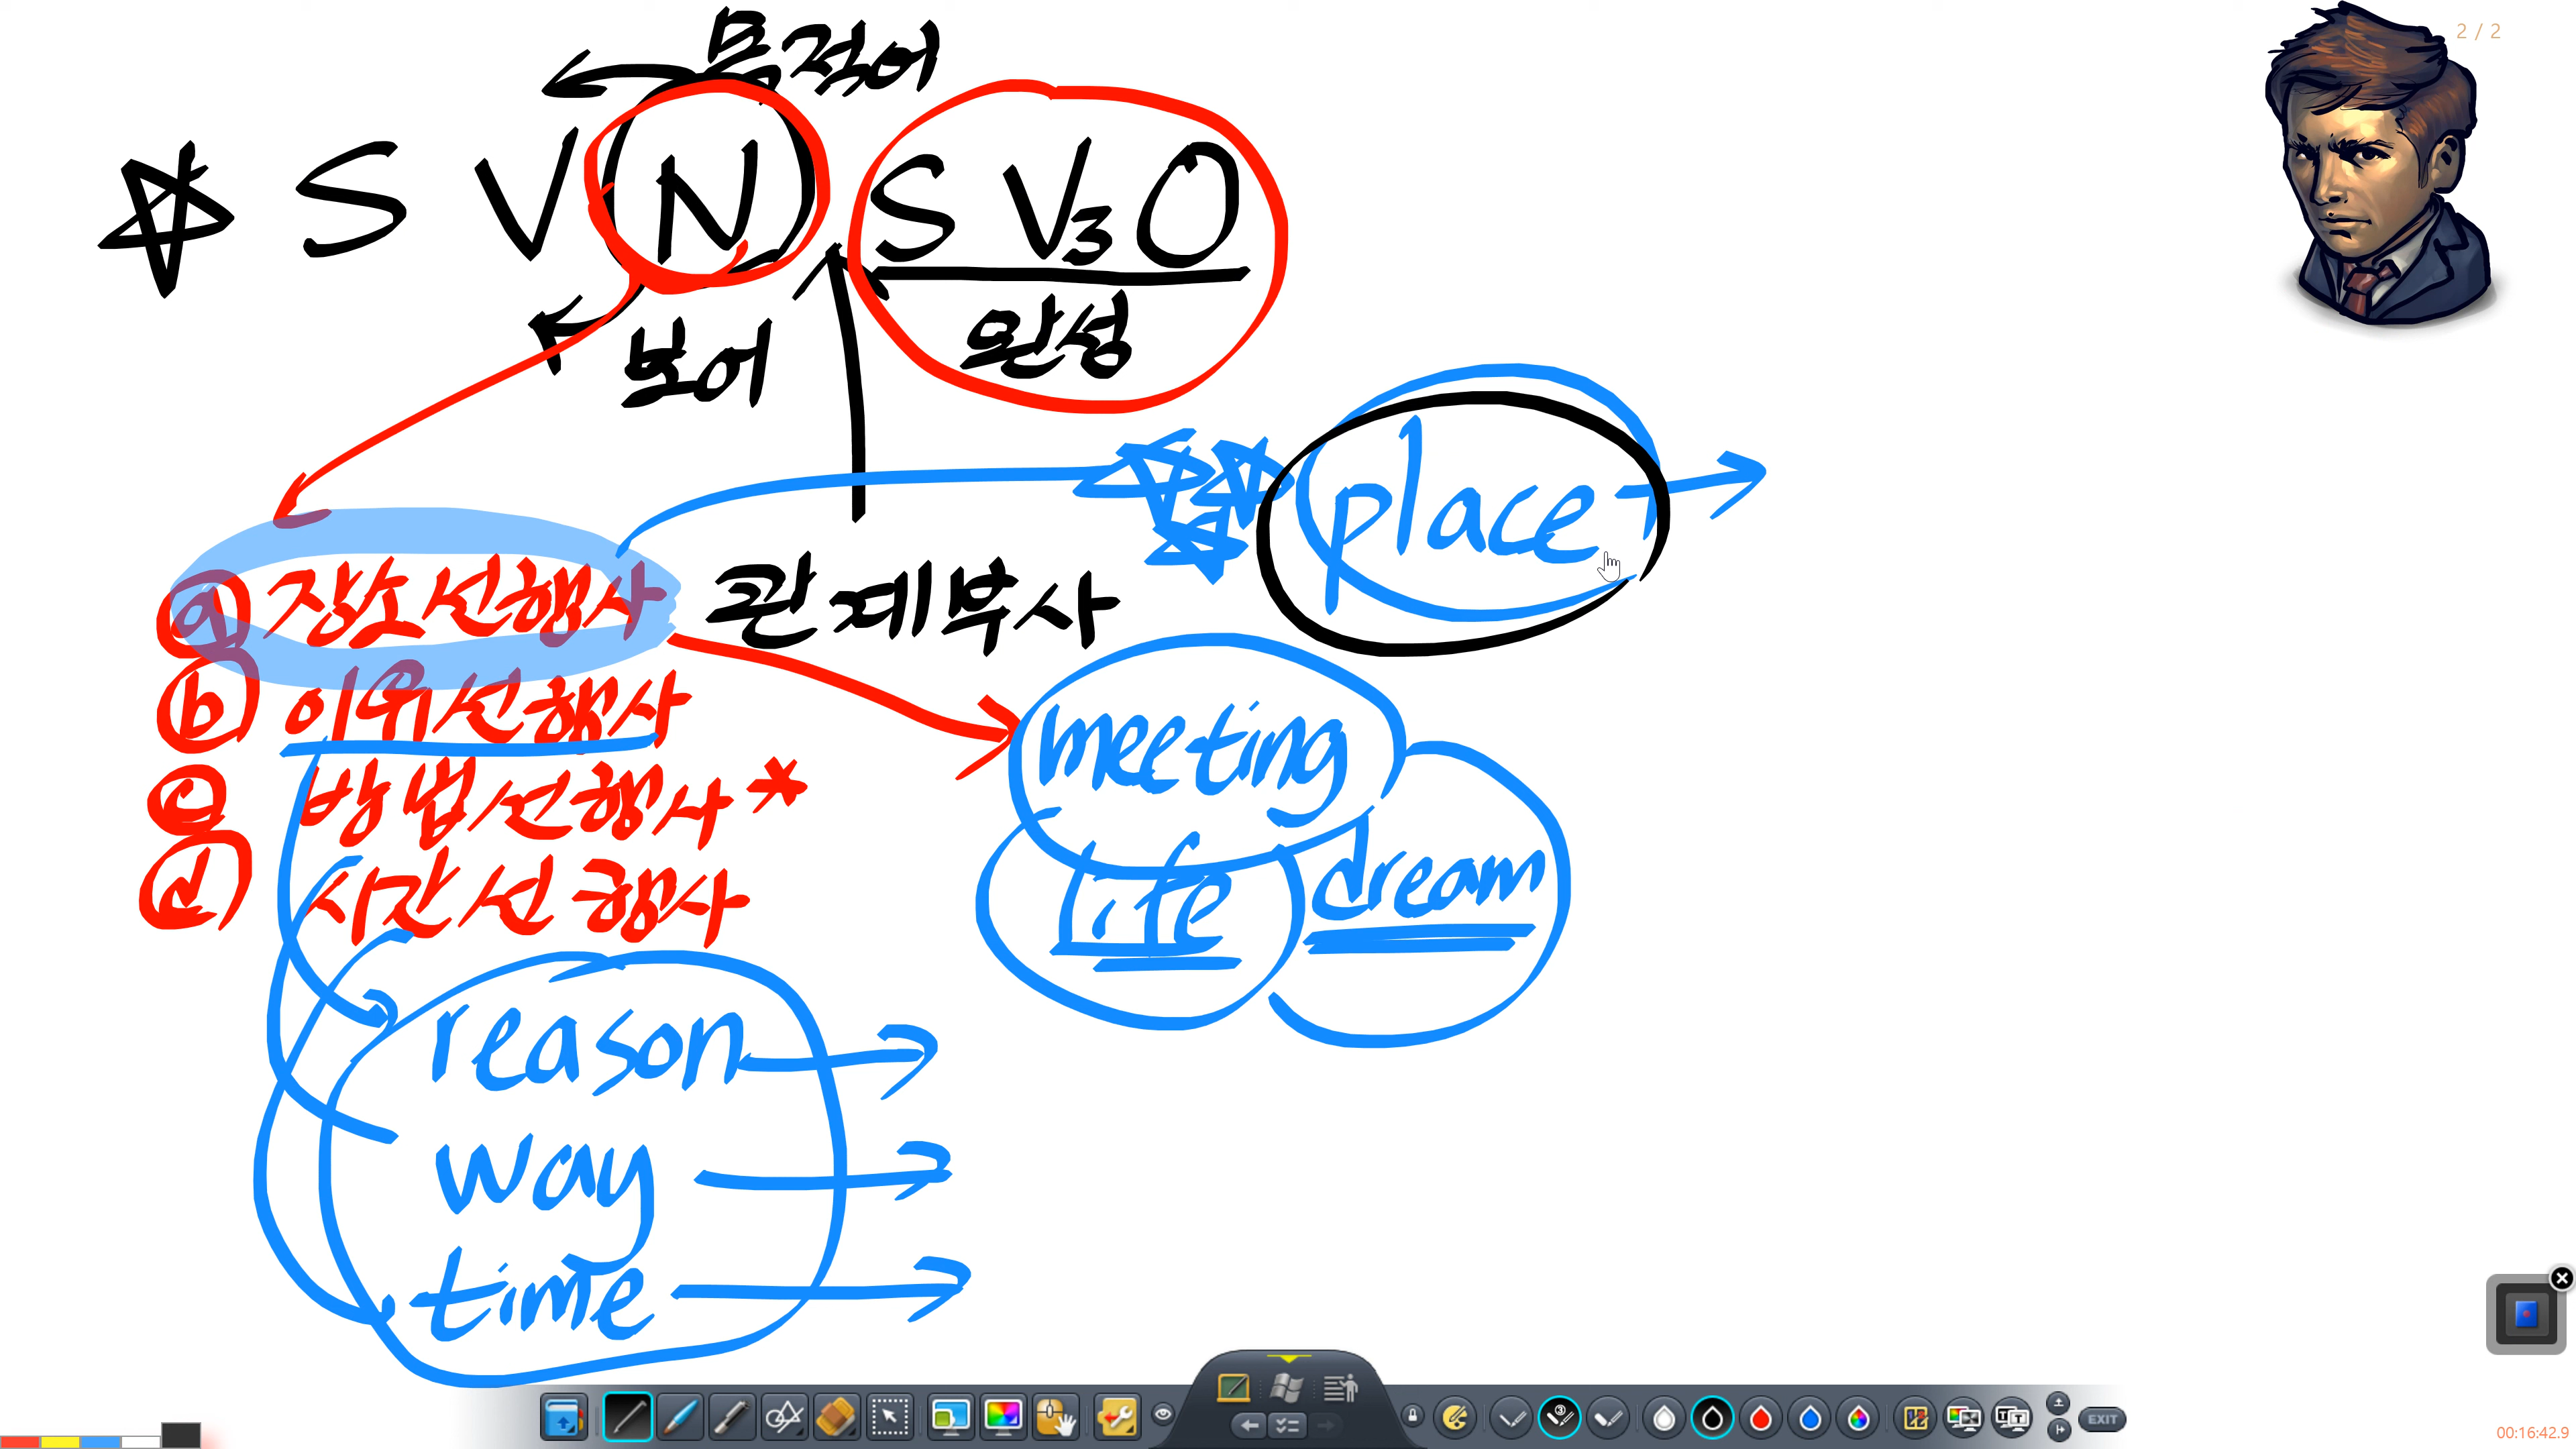 2 / 2
목적어
S V N S V3 O
보어
완성
place
ⓐ 장소선행사
관계부사
ⓑ 이유선행사
meeting
ⓒ 방법선행사 *
ⓓ 시간선행사
life dream
reason
way
time
EXIT
00:16:42.9